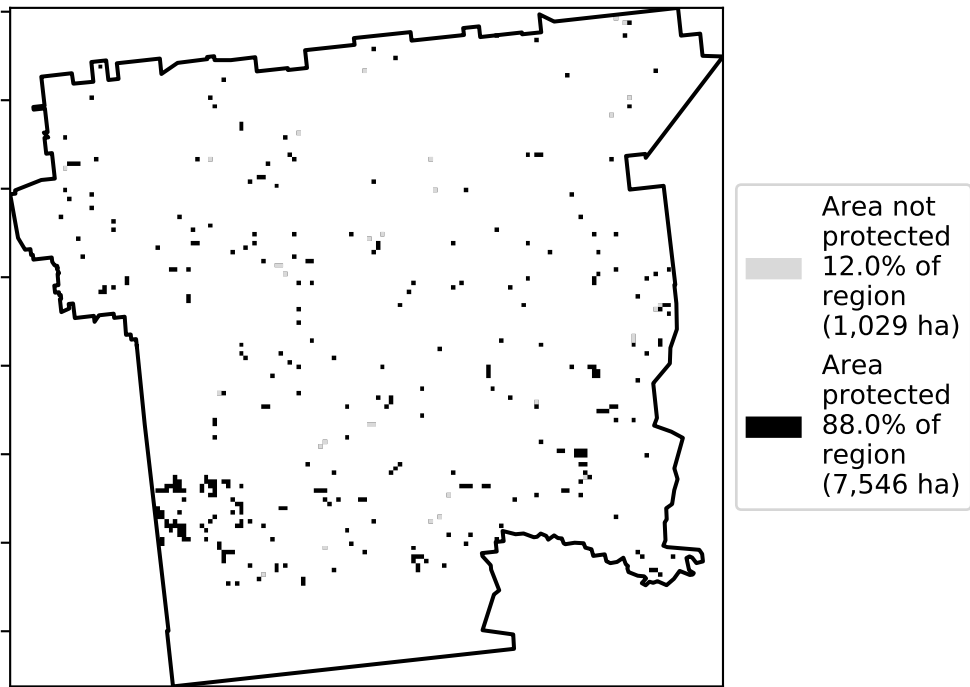 Area not
protected
12.0% of
region
(1,029 ha)
Area
protected
88.0% of
region
(7,546 ha)